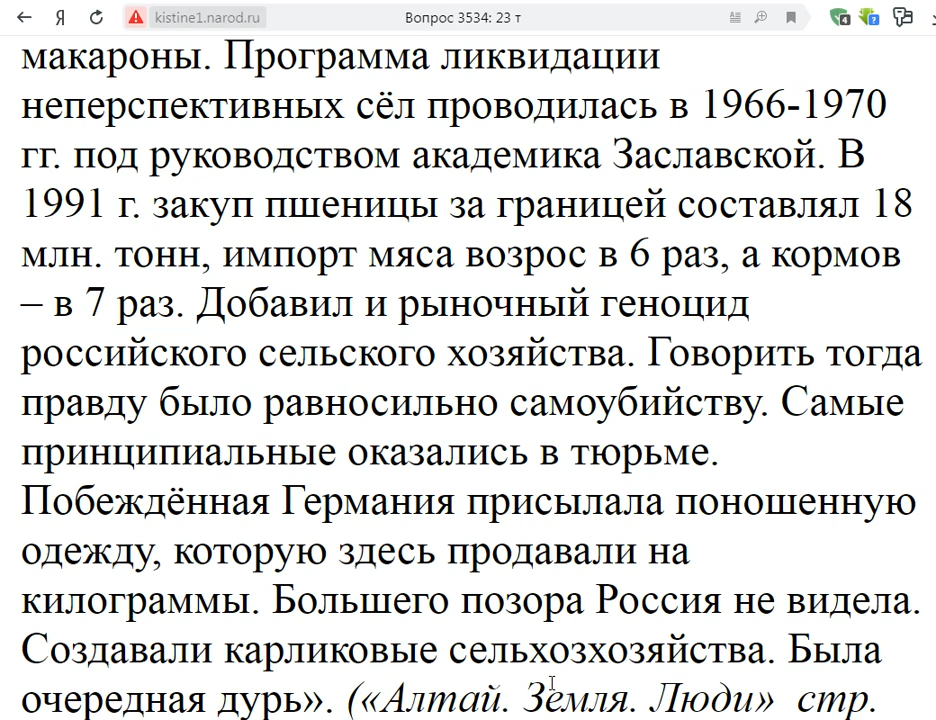 kistine1.narod.ru
Вопрос 3534: 23 т
макароны. Программа ликвидации
неперспективных сёл проводилась в 1966-1970
гг. под руководством академика Заславской. В
1991 г. закуп пшеницы за границей составлял 18
млн. тонн, импорт мяса возрос в 6 раз, а кормов
– в 7 раз. Добавил и рыночный геноцид
российского сельского хозяйства. Говорить тогда
правду было равносильно самоубийству. Самые
принципиальные оказались в тюрьме.
Побеждённая Германия присылала поношенную
одежду, которую здесь продавали на
килограммы. Большего позора Россия не видела.
Создавали карликовые сельхозхозяйства. Была
очередная дурь». («Алтай. Земля. Люди» стр.